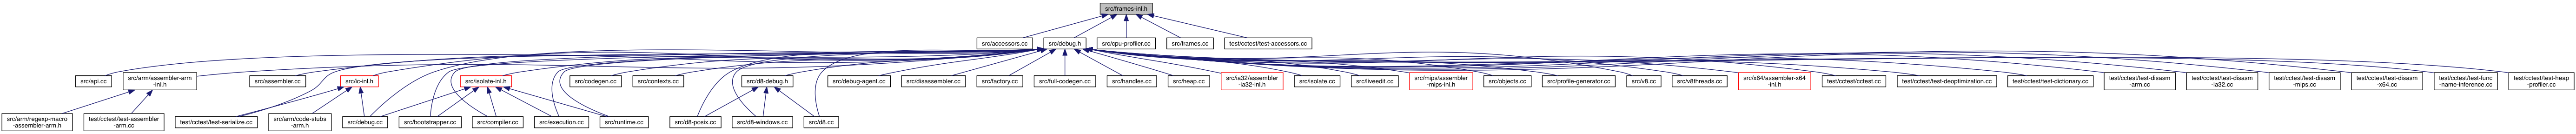 src/frames-inl.h
src/accessors.cc
src/debug.h
src/cpu-profiler.cc
src/frames.cc
test/cctest/test-accessors.cc
src/api.cc
src/arm/assembler-arm
-inl.h
src/assembler.cc
src/ic-inl.h
src/isolate-inl.h
src/codegen.cc
src/contexts.cc
src/d8-debug.h
src/debug-agent.cc
src/disassembler.cc
src/factory.cc
src/full-codegen.cc
src/handles.cc
src/heap.cc
src/ia32/assembler
-ia32-inl.h
src/isolate.cc
src/liveedit.cc
src/mips/assembler
-mips-inl.h
src/objects.cc
src/profile-generator.cc
src/v8.cc
src/v8threads.cc
src/x64/assembler-x64
-inl.h
test/cctest/cctest.cc
test/cctest/test-deoptimization.cc
test/cctest/test-dictionary.cc
test/cctest/test-disasm
-arm.cc
test/cctest/test-disasm
-ia32.cc
test/cctest/test-disasm
-mips.cc
test/cctest/test-disasm
-x64.cc
test/cctest/test-func
-name-inference.cc
test/cctest/test-heap
-profiler.cc
src/arm/regexp-macro
-assembler-arm.h
test/cctest/test-assembler
-arm.cc
test/cctest/test-serialize.cc
src/arm/code-stubs
-arm.h
src/debug.cc
src/bootstrapper.cc
src/compiler.cc
src/execution.cc
src/runtime.cc
src/d8-posix.cc
src/d8-windows.cc
src/d8.cc